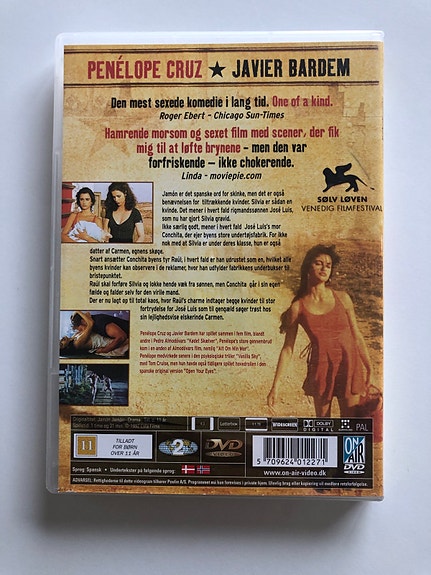 PENÉLOPE CRUZ ★ JAVIER BARDEM
Den mest sexede komedie i lang tid. One of a kind.
Roger Ebert - Chicago Sun-Times
Hamrende morsom og sexet film med scener, der fik
mig til at løfte brynene - men den var
forfriskende - ikke chokerende.
Linda - moviepie.com
SØLV LØVEN
VENEDIG FILMFESTIVAL
Jamón er det spanske ord for skinke, men det er også
benævnelsen for tiltrækkende kvinder. Silvia er sådan en
kvinde. Det mener i hvert fald rigmandssønnen José Luis,
som nu har gjort Silvia gravid.
Ikke særlig godt, mener i hvert fald José Luis's mor
Conchita, der ejer byens store undertøjsfabrik. For ikke
nok med at Silvia er under deres klasse, hun er også
datter af Carmen, egnens skøge.
Snart ansætter Conchita byens tyr Raúl, i hvert fald er han udrustet som en, hvilket alle
byens kvinder kan observere i de reklamer, hvor han udfylder fabrikkens underbukser til
bristepunktet.
Raúl skal forføre Silvia og lokke hende væk fra sønnen, men Conchita går i sin egen
fælde og falder selv for den virile mand.
Der er nu lagt op til total kaos, hvor Raúl's charme indtager begge kvinder til stor
fortrydelse for José Luis som til gengæld søger trøst hos
sin lejlighedsvise elskerinde Carmen.
Penélope Cruz og Javier Bardem har spillet sammen i fem film, blandt
andre i Pedro Almodóvars "Kødet Skælver". Penélope's store gennembrud
kom i en anden af Almodóvars film, nemlig "Alt Om Min Mor".
Penélope medvirkede senere i den psykologiske triller "Vanilla Sky",
med Tom Cruise, men hun havde også tidligere spillet hovedrollen i den
spanske original version "Open Your Eyes".
11
TILLADT
FOR BØRN
OVER 11 ÅR
2
DVD
VIDEO
Letterbox
WIDESCREEN
DOLBY
DIGITAL
PAL
5 709624 012271
ON
AIR
DVD
Sprog: Spansk • Undertekster på følgende sprog:
www.on-air-video.dk